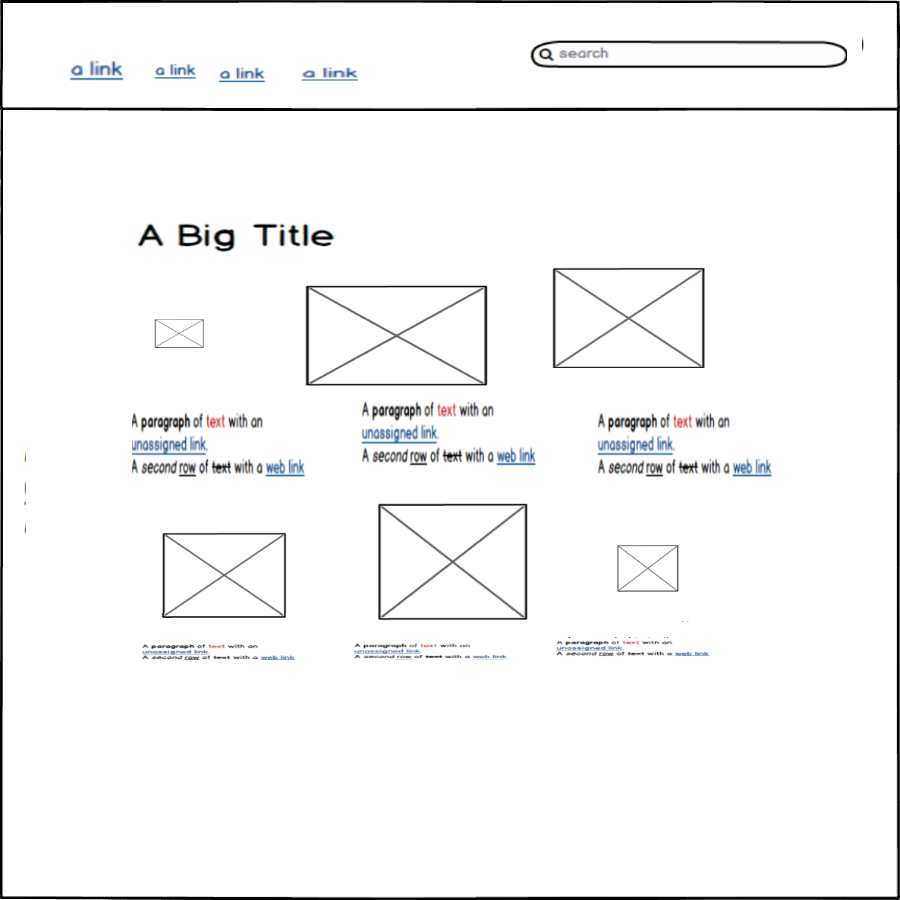 a link a link a link a link search
A Big Title
A paragraph of text with an
unassigned link.
A second row of text with a web link
A paragraph of text with an
unassigned link.
A second row of text with a web link
A paragraph of text with an
unassigned link.
A second row of text with a web link
A paragraph of text with an
unassigned link.
A second row of text with a web link
A paragraph of text with an
unassigned link.
A second row of text with a web link
A paragraph of text with an
unassigned link.
A second row of text with a web link